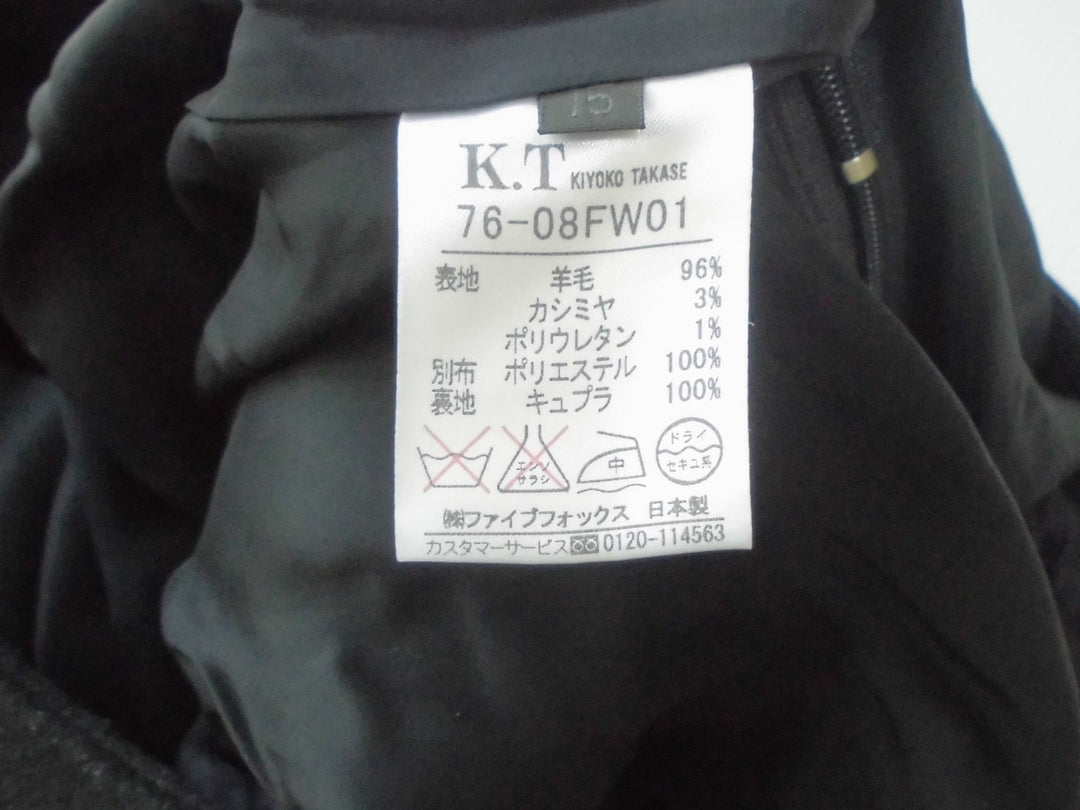 15
K.T KIYOKO TAKASE
76-08FW01
表地 羊毛 96%
カシミヤ 3%
ポリウレタン 1%
別布 ポリエステル 100%
裏地 キュプラ 100%
エンソ
サラシ
中
ドライ
セキユ系
㈱ファイブフォックス 日本製
カスタマーサービス 0120-114563